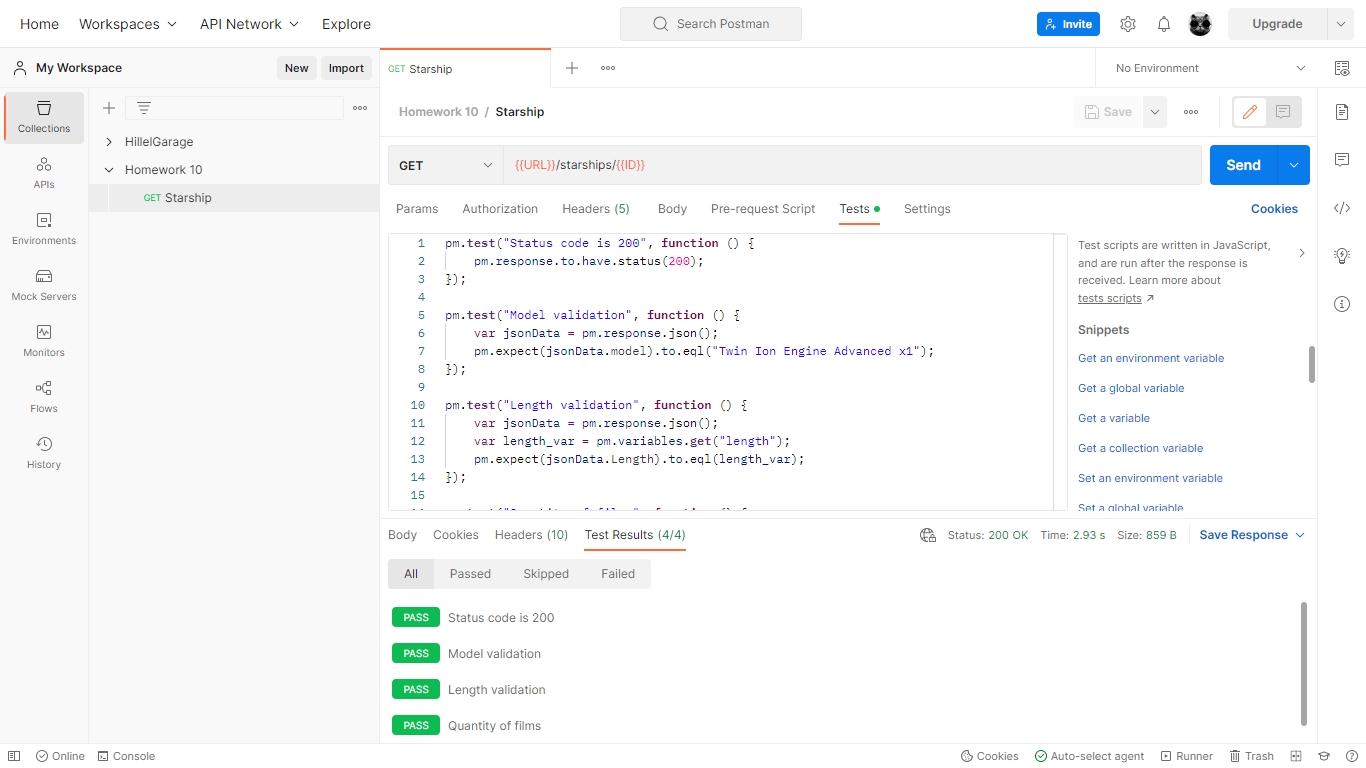 Home Workspaces API Network Explore Search Postman Invite Upgrade
My Workspace New Import GET Starship No Environment
Collections
APIs
Environments
Mock Servers
Monitors
Flows
History
HillelGarage
Homework 10
GET Starship
Homework 10 / Starship Save
GET {{URL}}/starships/{{ID}} Send
Params Authorization Headers (5) Body Pre-request Script Tests Settings Cookies
1 pm.test("Status code is 200", function () {
2 pm.response.to.have.status(200);
3 });
4
5 pm.test("Model validation", function () {
6 var jsonData = pm.response.json();
7 pm.expect(jsonData.model).to.eql("Twin Ion Engine Advanced x1");
8 });
9
10 pm.test("Length validation", function () {
11 var jsonData = pm.response.json();
12 var length_var = pm.variables.get("length");
13 pm.expect(jsonData.Length).to.eql(length_var);
14 });
15
Test scripts are written in JavaScript,
and are run after the response is
received. Learn more about
tests scripts
Snippets
Get an environment variable
Get a global variable
Get a variable
Get a collection variable
Set an environment variable
Set a global variable
Body Cookies Headers (10) Test Results (4/4) Status: 200 OK Time: 2.93 s Size: 859 B Save Response
All Passed Skipped Failed
PASS Status code is 200
PASS Model validation
PASS Length validation
PASS Quantity of films
Online Console Cookies Auto-select agent Runner Trash